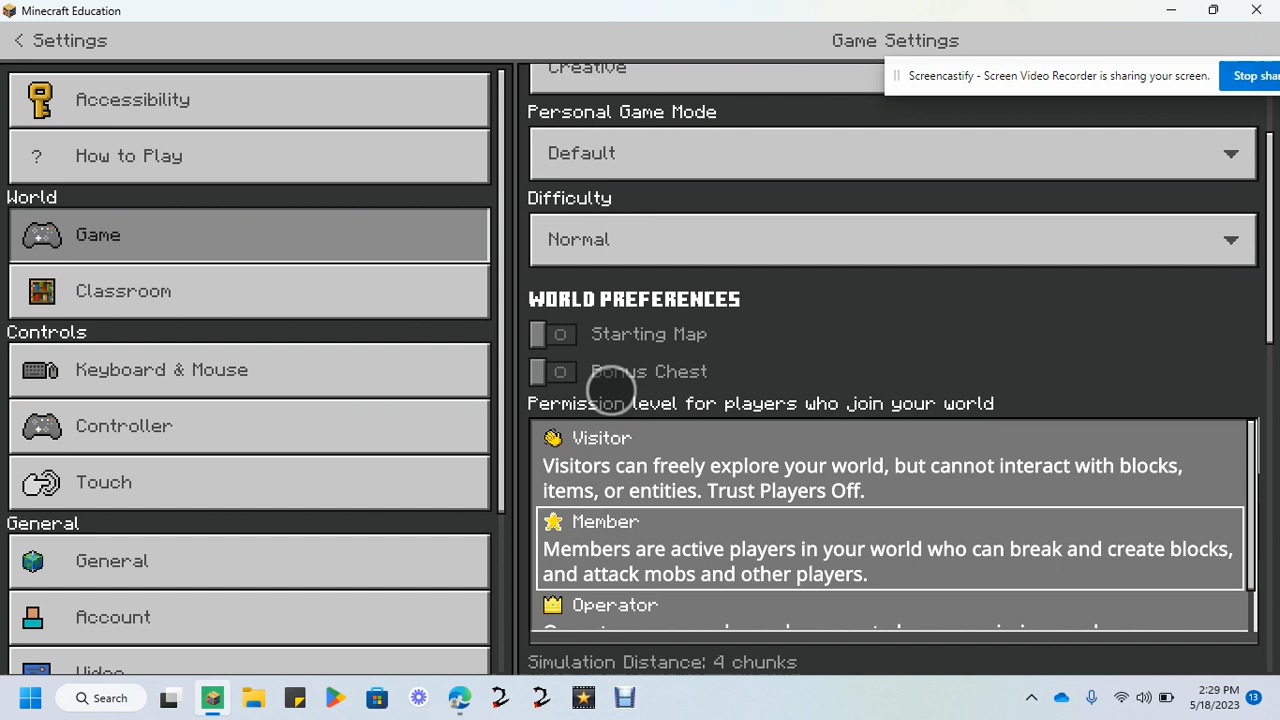 Minecraft Education
Settings
Game Settings
Screencastify - Screen Video Recorder is sharing your screen.
Stop
Accessibility
How to Play
World
Game
Classroom
Controls
Keyboard & Mouse
Controller
Touch
General
General
Account
Video
Creative
Personal Game Mode
Default
Difficulty
Normal
WORLD PREFERENCES
Starting Map
Bonus Chest
Permission level for players who join your world
Visitor
Visitors can freely explore your world, but cannot interact with blocks,
items, or entities. Trust Players Off.
Member
Members are active players in your world who can break and create blocks,
and attack mobs and other players.
Operator
Simulation Distance: 4 chunks
Search
2:29 PM
5/18/2023
13